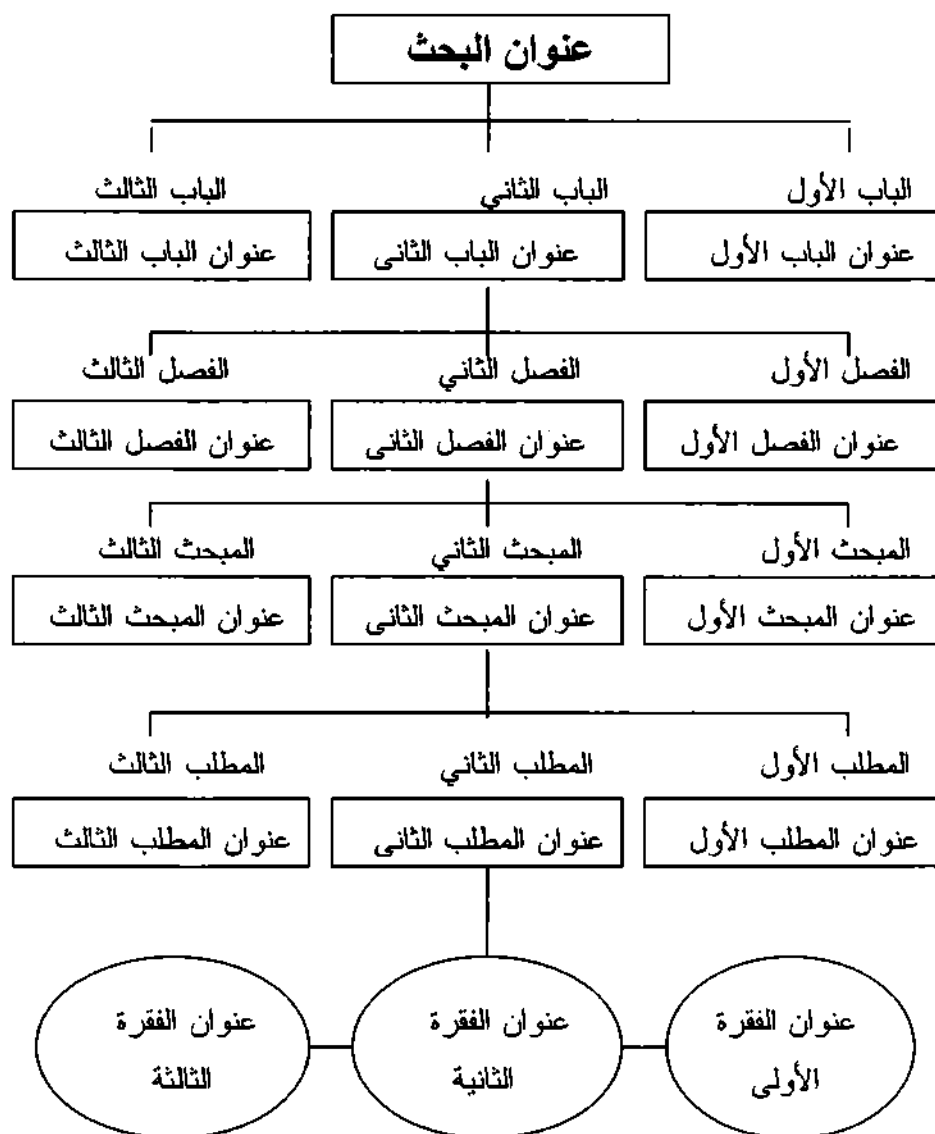 عنوان البحث
الباب الأول الباب الثاني الباب الثالث
عنوان الباب الأول عنوان الباب الثانى عنوان الباب الثالث
الفصل الأول الفصل الثاني الفصل الثالث
عنوان الفصل الأول عنوان الفصل الثانى عنوان الفصل الثالث
المبحث الأول المبحث الثاني المبحث الثالث
عنوان المبحث الأول عنوان المبحث الثانى عنوان المبحث الثالث
المطلب الأول المطلب الثاني المطلب الثالث
عنوان المطلب الأول عنوان المطلب الثانى عنوان المطلب الثالث
عنوان الفقرة عنوان الفقرة عنوان الفقرة
الأولى الثانية الثالثة